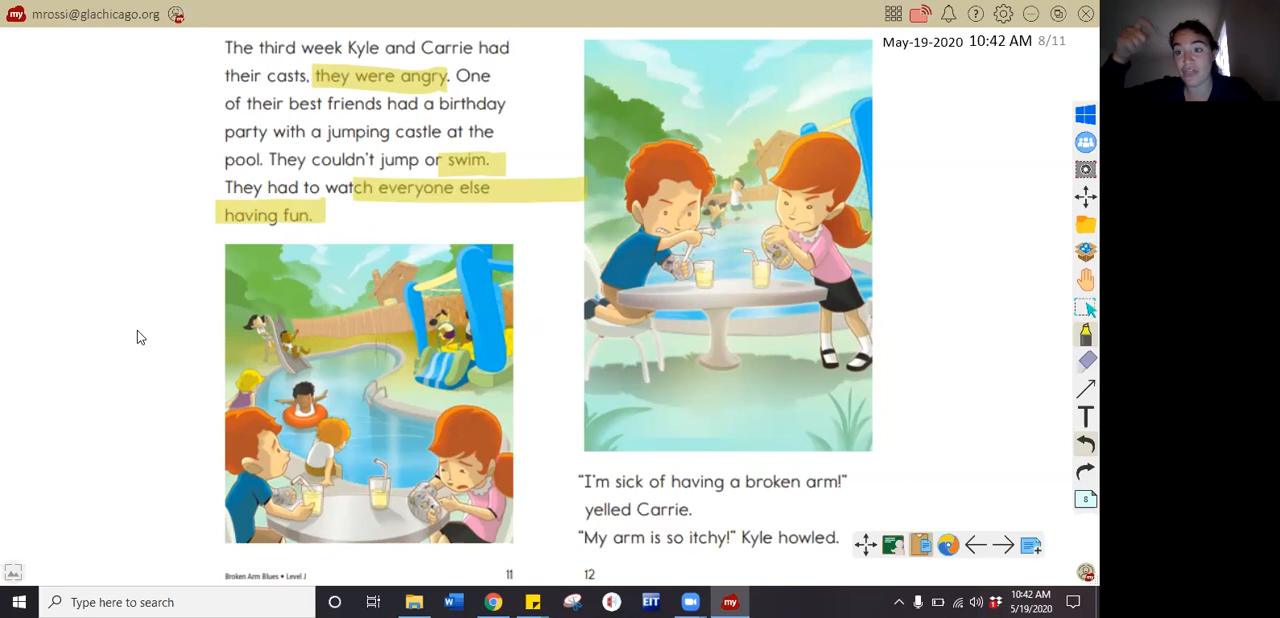 my mrossi@glachicago.org
May-19-2020 10:42 AM 8/11
The third week Kyle and Carrie had
their casts, they were angry. One
of their best friends had a birthday
party with a jumping castle at the
pool. They couldn't jump or swim.
They had to watch everyone else
having fun.
Broken Arm Blues • Level J 11
"I'm sick of having a broken arm!"
yelled Carrie.
"My arm is so itchy!" Kyle howled.
12
T
8
Type here to search
W
EIT
my
10:42 AM
5/19/2020